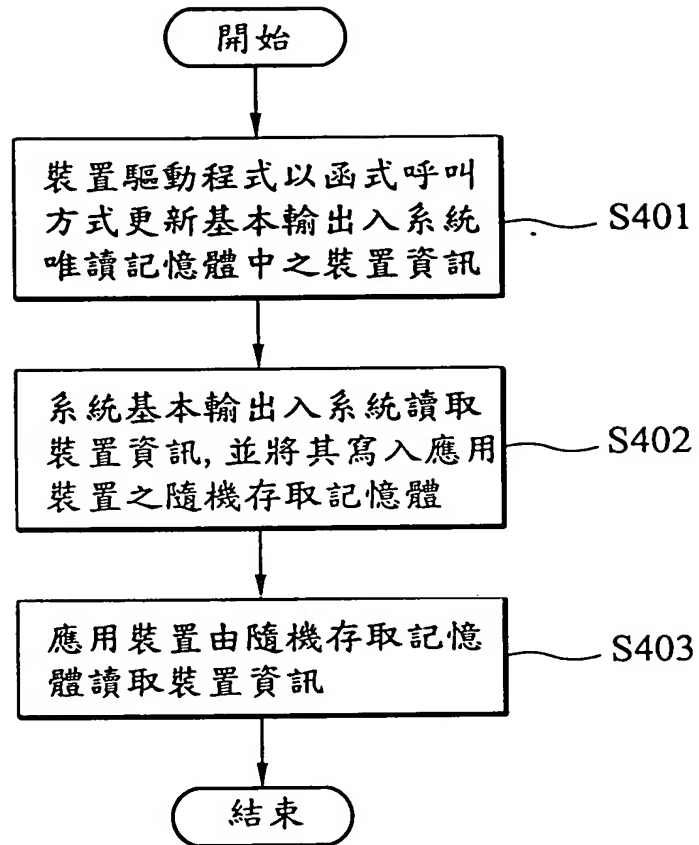 開始
裝置驅動程式以函式呼叫
方式更新基本輸出入系統
唯讀記憶體中之裝置資訊
S401
系統基本輸出入系統讀取
裝置資訊,並將其寫入應用
裝置之隨機存取記憶體
S402
應用裝置由隨機存取記憶
體讀取裝置資訊
S403
結束